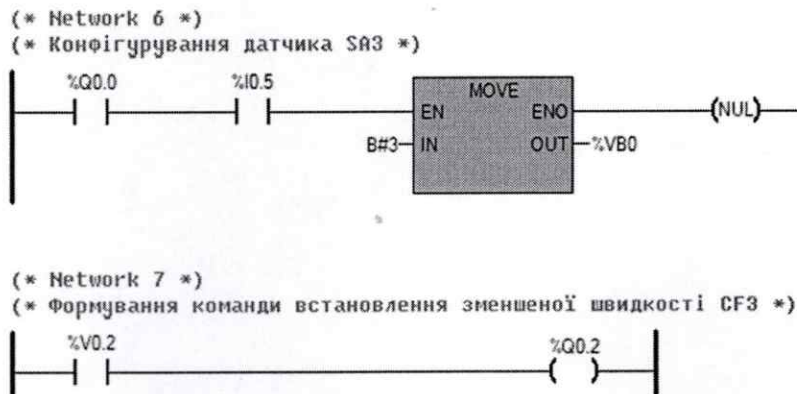 (* Network 6 *)
(* Конфігурування датчика SA3 *)
%Q0.0 %I0.5 MOVE
EN ENO (NUL)
B#3 IN OUT %VB0
(* Network 7 *)
(* Формування команди встановлення зменшеної швидкості CF3 *)
%V0.2 %Q0.2